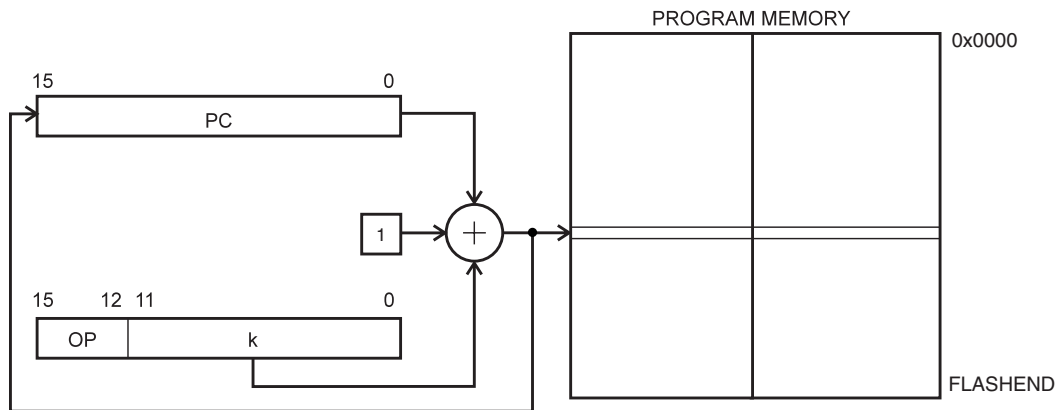 PROGRAM MEMORY
0x0000
15 0
PC
1
15 12 11 0
OP k
FLASHEND